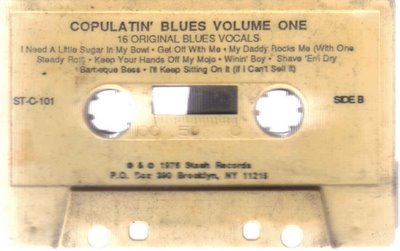 COPULATIN' BLUES VOLUME ONE
16 ORIGINAL BLUES VOCALS
I Need A Little Sugar In My Bowl • Get Off With Me • My Daddy Rocks Me (With One
Steady Roll) • Keep Your Hands Off My Mojo • Winin' Boy • Shave 'Em Dry
Barbeque Bess • I'll Keep Sitting On It (If I Can't Sell It)
ST-C-101
SIDE B
100 50
℗ & © 1976 Stash Records
P.O. Box 390 Brooklyn, NY 11215